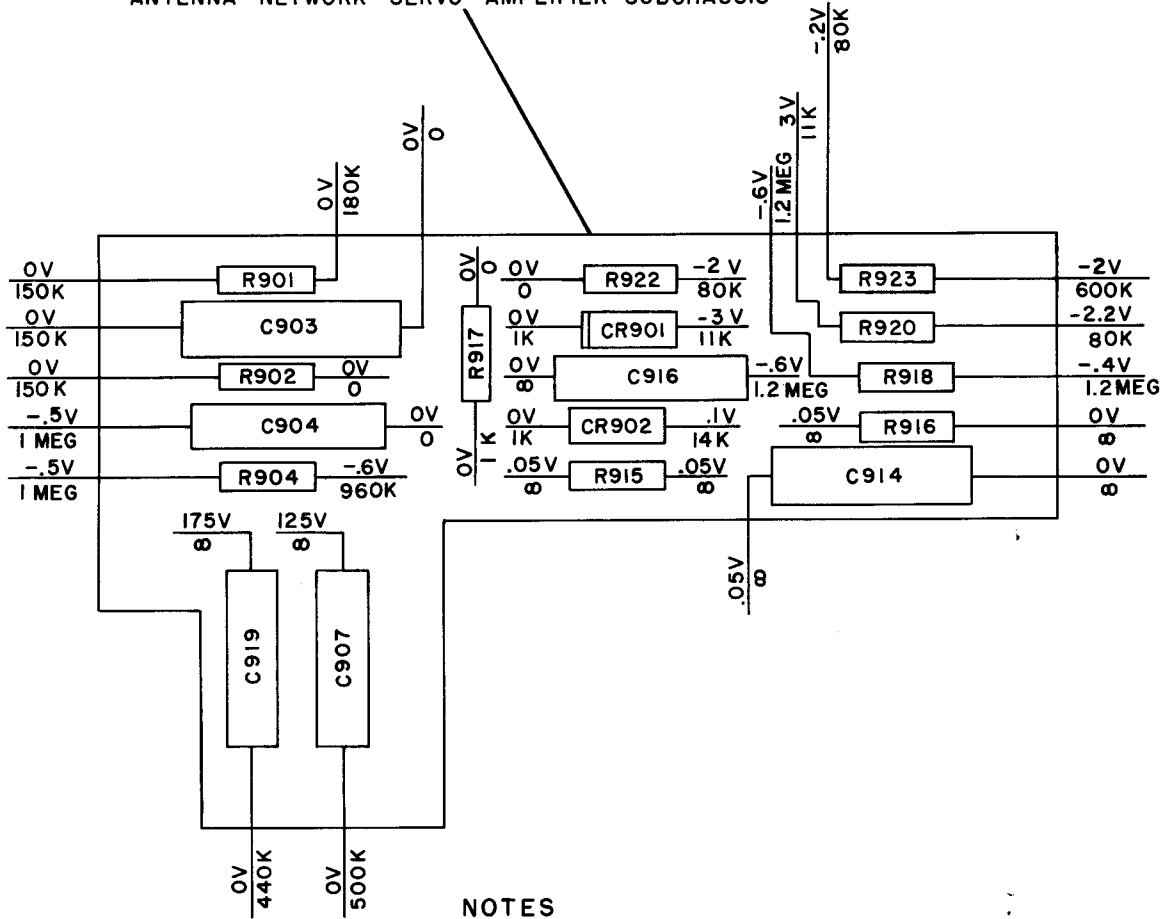 ANTENNA NETWORK SERVO AMPLIFIER SUBCHASSIS
-.2V
80K
3V
11K
-.6V
1.2 MEG
0V
0
0V
180K
0V
150K
R901
0V
150K
C903
0V
150K
R902
0V
0
-.5V
1 MEG
C904
0V
0
-.5V
1 MEG
R904
-.6V
960K
0V
0
R917
0V
1K
0V
0
R922
-2 V
80K
0V
1K
CR901
-3V
11K
0V
∞
C916
-.6V
1.2 MEG
0V
1K
CR902
.1V
14K
.05V
∞
R915
.05V
∞
R923
-2V
600K
R920
-2.2V
80K
R918
-.4V
1.2 MEG
.05V
∞
R916
0V
∞
C914
0V
∞
.05V
∞
175V
∞
125V
∞
C919
C907
0V
440K
0V
500K
NOTES